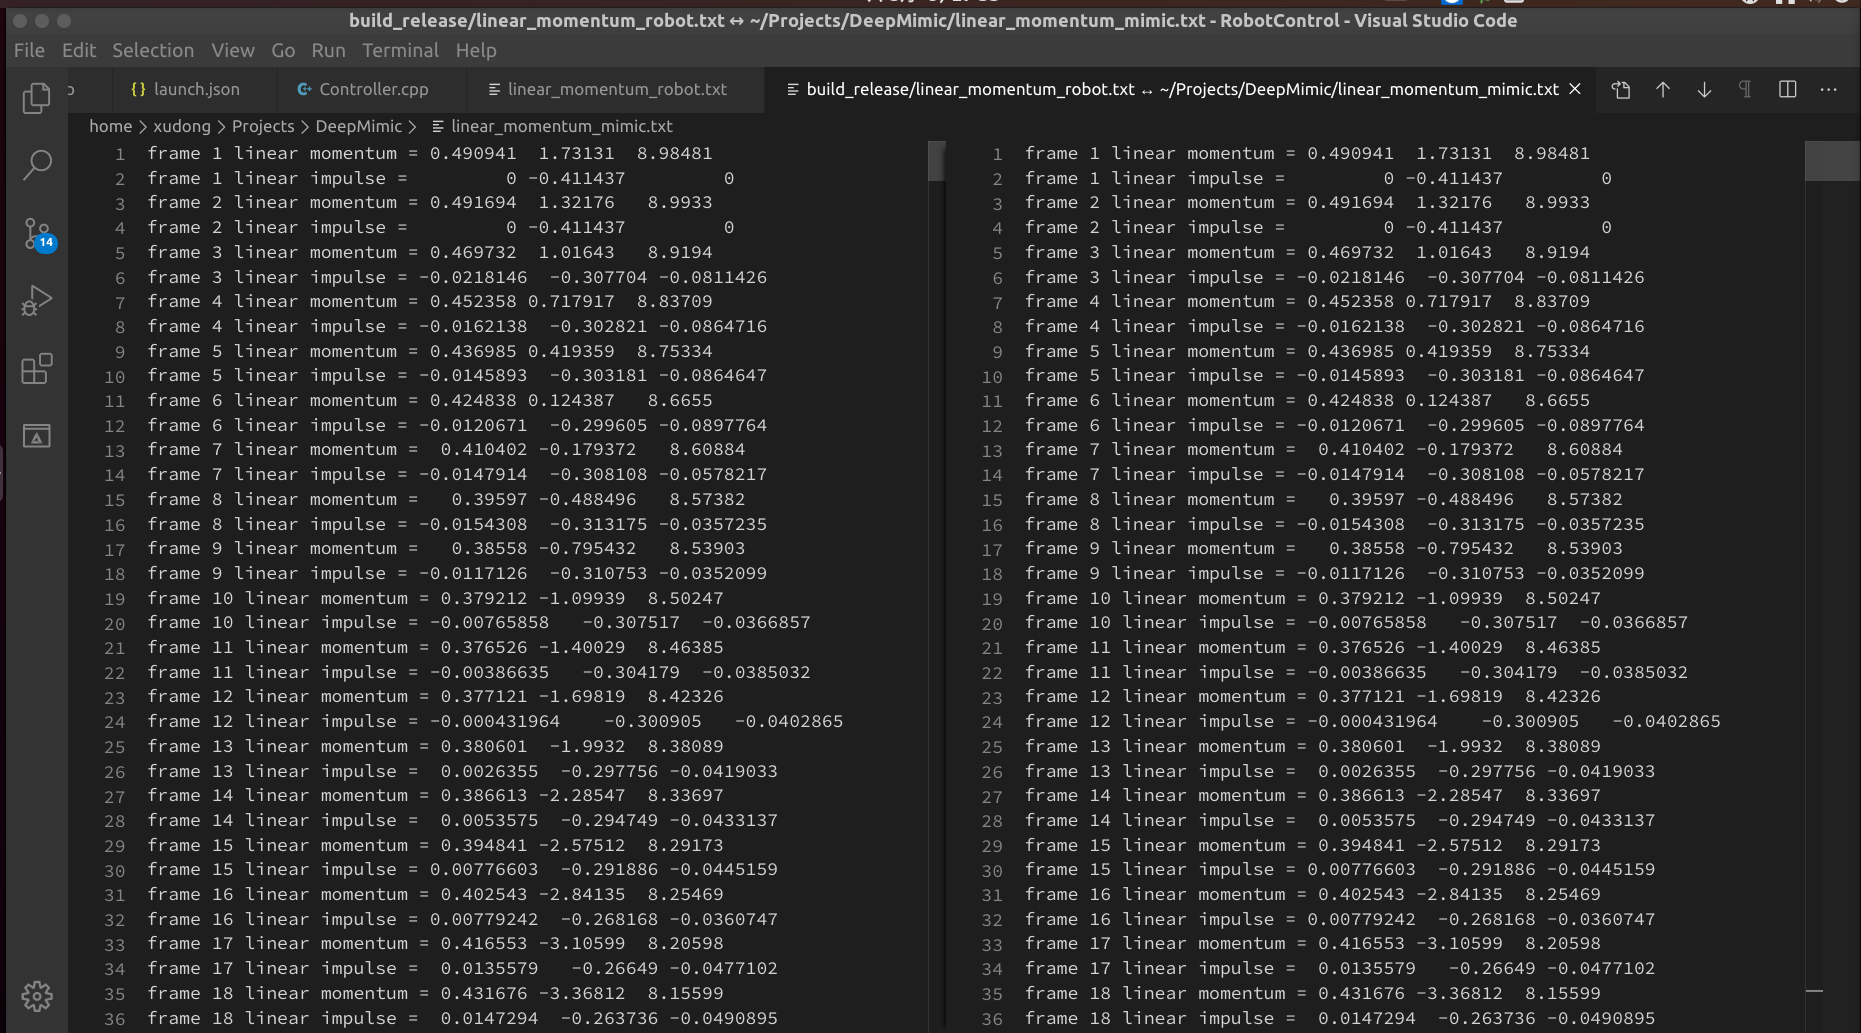 build_release/linear_momentum_robot.txt ↔ ~/Projects/DeepMimic/linear_momentum_mimic.txt - RobotControl - Visual Studio Code
File Edit Selection View Go Run Terminal Help
launch.json Controller.cpp linear_momentum_robot.txt build_release/linear_momentum_robot.txt ↔ ~/Projects/DeepMimic/linear_momentum_mimic.txt
home > xudong > Projects > DeepMimic > linear_momentum_mimic.txt
14
1 frame 1 linear momentum = 0.490941 1.73131 8.98481
2 frame 1 linear impulse = 0 -0.411437 0
3 frame 2 linear momentum = 0.491694 1.32176 8.9933
4 frame 2 linear impulse = 0 -0.411437 0
5 frame 3 linear momentum = 0.469732 1.01643 8.9194
6 frame 3 linear impulse = -0.0218146 -0.307704 -0.0811426
7 frame 4 linear momentum = 0.452358 0.717917 8.83709
8 frame 4 linear impulse = -0.0162138 -0.302821 -0.0864716
9 frame 5 linear momentum = 0.436985 0.419359 8.75334
10 frame 5 linear impulse = -0.0145893 -0.303181 -0.0864647
11 frame 6 linear momentum = 0.424838 0.124387 8.6655
12 frame 6 linear impulse = -0.0120671 -0.299605 -0.0897764
13 frame 7 linear momentum = 0.410402 -0.179372 8.60884
14 frame 7 linear impulse = -0.0147914 -0.308108 -0.0578217
15 frame 8 linear momentum = 0.39597 -0.488496 8.57382
16 frame 8 linear impulse = -0.0154308 -0.313175 -0.0357235
17 frame 9 linear momentum = 0.38558 -0.795432 8.53903
18 frame 9 linear impulse = -0.0117126 -0.310753 -0.0352099
19 frame 10 linear momentum = 0.379212 -1.09939 8.50247
20 frame 10 linear impulse = -0.00765858 -0.307517 -0.0366857
21 frame 11 linear momentum = 0.376526 -1.40029 8.46385
22 frame 11 linear impulse = -0.00386635 -0.304179 -0.0385032
23 frame 12 linear momentum = 0.377121 -1.69819 8.42326
24 frame 12 linear impulse = -0.000431964 -0.300905 -0.0402865
25 frame 13 linear momentum = 0.380601 -1.9932 8.38089
26 frame 13 linear impulse = 0.0026355 -0.297756 -0.0419033
27 frame 14 linear momentum = 0.386613 -2.28547 8.33697
28 frame 14 linear impulse = 0.0053575 -0.294749 -0.0433137
29 frame 15 linear momentum = 0.394841 -2.57512 8.29173
30 frame 15 linear impulse = 0.00776603 -0.291886 -0.0445159
31 frame 16 linear momentum = 0.402543 -2.84135 8.25469
32 frame 16 linear impulse = 0.00779242 -0.268168 -0.0360747
33 frame 17 linear momentum = 0.416553 -3.10599 8.20598
34 frame 17 linear impulse = 0.0135579 -0.26649 -0.0477102
35 frame 18 linear momentum = 0.431676 -3.36812 8.15599
36 frame 18 linear impulse = 0.0147294 -0.263736 -0.0490895
1 frame 1 linear momentum = 0.490941 1.73131 8.98481
2 frame 1 linear impulse = 0 -0.411437 0
3 frame 2 linear momentum = 0.491694 1.32176 8.9933
4 frame 2 linear impulse = 0 -0.411437 0
5 frame 3 linear momentum = 0.469732 1.01643 8.9194
6 frame 3 linear impulse = -0.0218146 -0.307704 -0.0811426
7 frame 4 linear momentum = 0.452358 0.717917 8.83709
8 frame 4 linear impulse = -0.0162138 -0.302821 -0.0864716
9 frame 5 linear momentum = 0.436985 0.419359 8.75334
10 frame 5 linear impulse = -0.0145893 -0.303181 -0.0864647
11 frame 6 linear momentum = 0.424838 0.124387 8.6655
12 frame 6 linear impulse = -0.0120671 -0.299605 -0.0897764
13 frame 7 linear momentum = 0.410402 -0.179372 8.60884
14 frame 7 linear impulse = -0.0147914 -0.308108 -0.0578217
15 frame 8 linear momentum = 0.39597 -0.488496 8.57382
16 frame 8 linear impulse = -0.0154308 -0.313175 -0.0357235
17 frame 9 linear momentum = 0.38558 -0.795432 8.53903
18 frame 9 linear impulse = -0.0117126 -0.310753 -0.0352099
19 frame 10 linear momentum = 0.379212 -1.09939 8.50247
20 frame 10 linear impulse = -0.00765858 -0.307517 -0.0366857
21 frame 11 linear momentum = 0.376526 -1.40029 8.46385
22 frame 11 linear impulse = -0.00386635 -0.304179 -0.0385032
23 frame 12 linear momentum = 0.377121 -1.69819 8.42326
24 frame 12 linear impulse = -0.000431964 -0.300905 -0.0402865
25 frame 13 linear momentum = 0.380601 -1.9932 8.38089
26 frame 13 linear impulse = 0.0026355 -0.297756 -0.0419033
27 frame 14 linear momentum = 0.386613 -2.28547 8.33697
28 frame 14 linear impulse = 0.0053575 -0.294749 -0.0433137
29 frame 15 linear momentum = 0.394841 -2.57512 8.29173
30 frame 15 linear impulse = 0.00776603 -0.291886 -0.0445159
31 frame 16 linear momentum = 0.402543 -2.84135 8.25469
32 frame 16 linear impulse = 0.00779242 -0.268168 -0.0360747
33 frame 17 linear momentum = 0.416553 -3.10599 8.20598
34 frame 17 linear impulse = 0.0135579 -0.26649 -0.0477102
35 frame 18 linear momentum = 0.431676 -3.36812 8.15599
36 frame 18 linear impulse = 0.0147294 -0.263736 -0.0490895